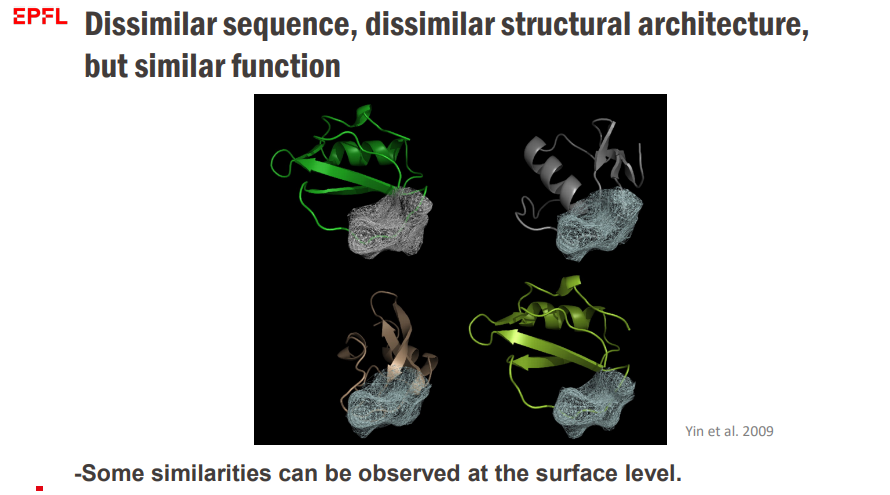 EPFL
Dissimilar sequence, dissimilar structural architecture,
but similar function
Yin et al. 2009
-Some similarities can be observed at the surface level.